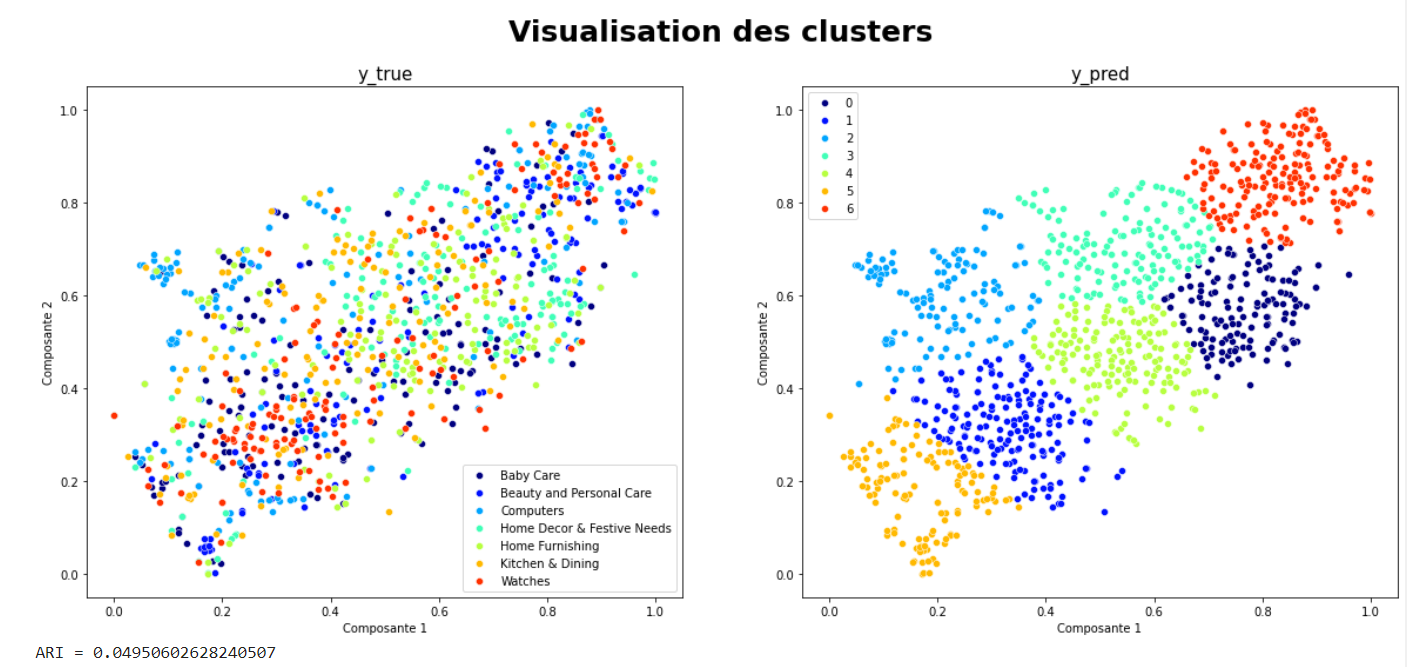 Visualisation des clusters
y_true
1.0
0.8
0.6
0.4
0.2
0.0
Composante 2
0.0 0.2 0.4 0.6 0.8 1.0
Composante 1
Baby Care
Beauty and Personal Care
Computers
Home Decor & Festive Needs
Home Furnishing
Kitchen & Dining
Watches
y_pred
0
1
2
3
4
5
6
1.0
0.8
0.6
0.4
0.2
0.0
Composante 2
0.0 0.2 0.4 0.6 0.8 1.0
Composante 1
ARI = 0.04950602628240507